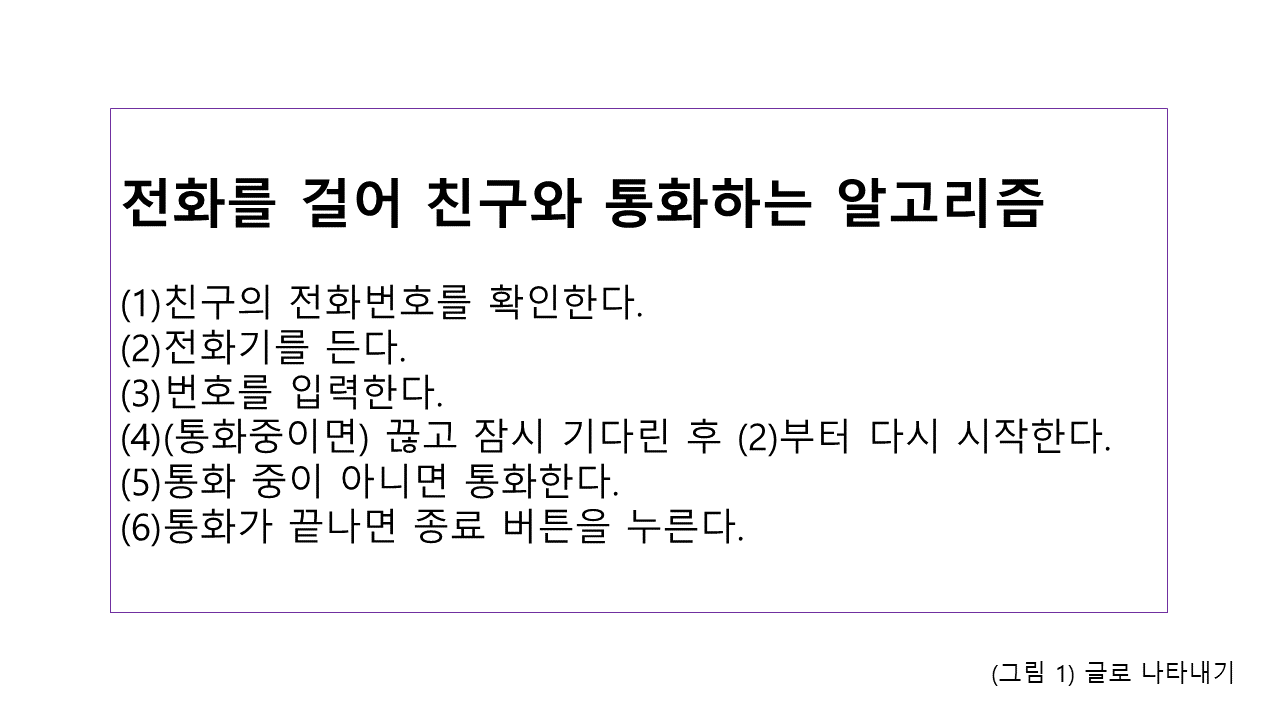 전화를 걸어 친구와 통화하는 알고리즘
(1)친구의 전화번호를 확인한다.
(2)전화기를 든다.
(3)번호를 입력한다.
(4)(통화중이면) 끊고 잠시 기다린 후 (2)부터 다시 시작한다.
(5)통화 중이 아니면 통화한다.
(6)통화가 끝나면 종료 버튼을 누른다.
(그림 1) 글로 나타내기